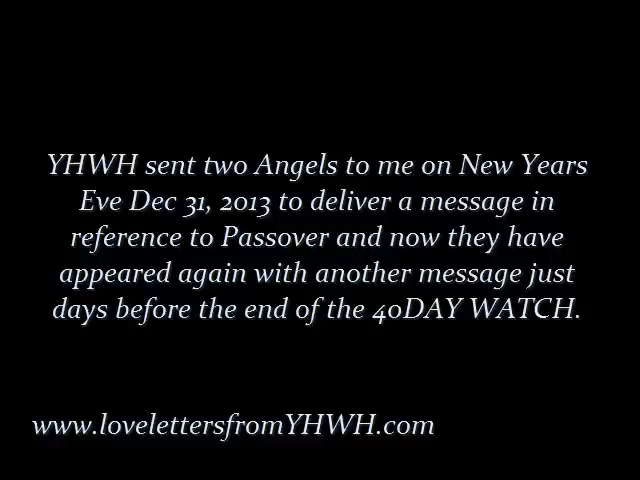 YHWH sent two Angels to me on New Years
Eve Dec 31, 2013 to deliver a message in
reference to Passover and now they have
appeared again with another message just
days before the end of the 40DAY WATCH.
www.lovelettersfromYHWH.com